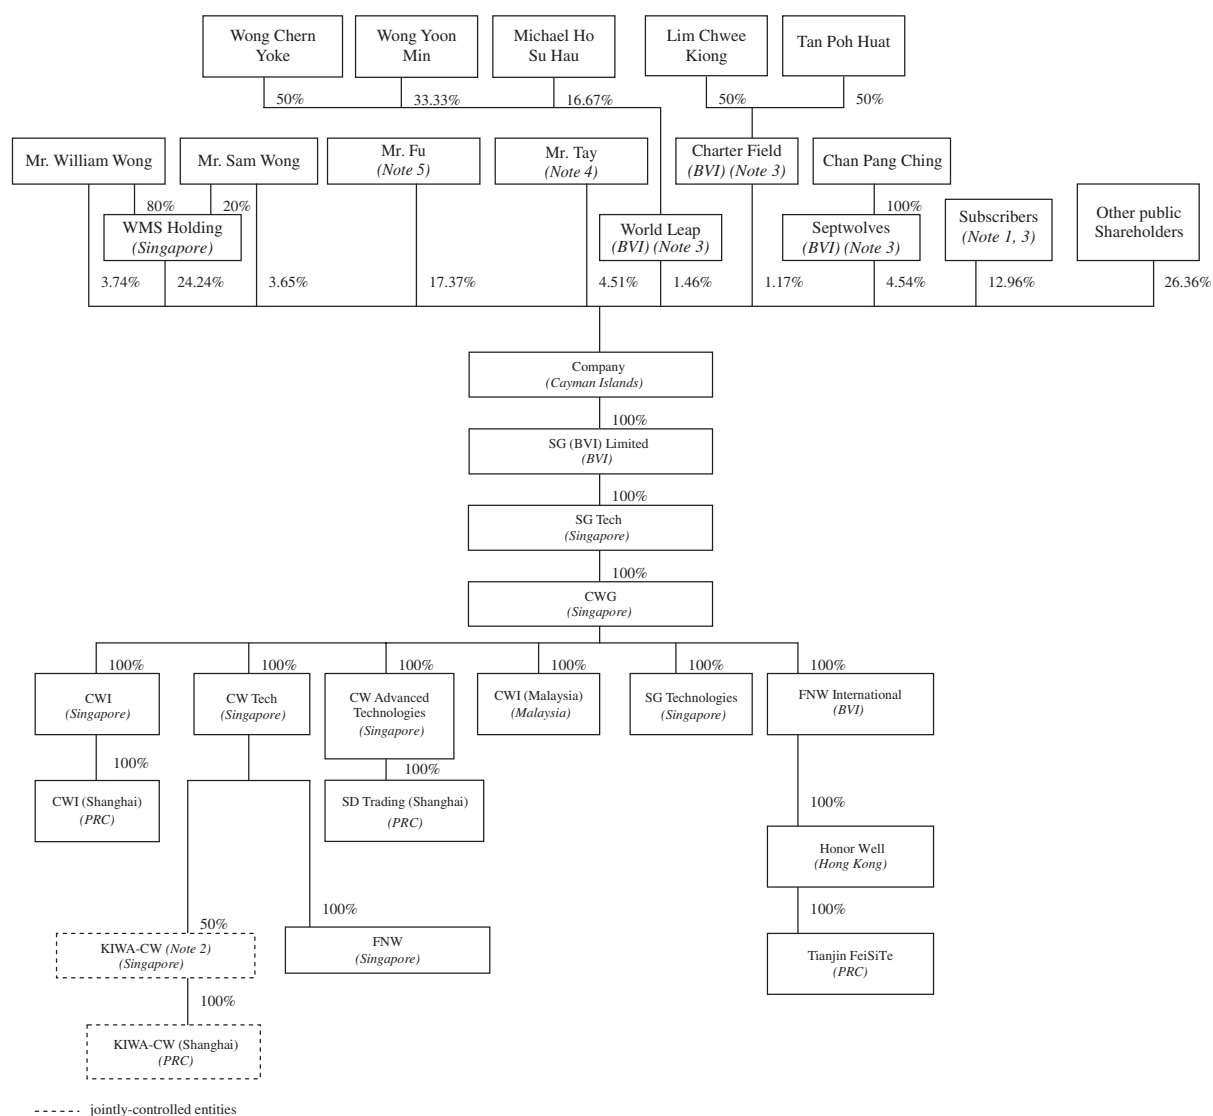 Wong Chern
Yoke
Wong Yoon
Min
Michael Ho
Su Hau
Lim Chwee
Kiong
Tan Poh Huat
50%
33.33%
16.67%
50%
50%
Mr. William Wong
Mr. Sam Wong
Mr. Fu
(Note 5)
Mr. Tay
(Note 4)
Charter Field
(BVI) (Note 3)
Chan Pang Ching
80%
20%
100%
WMS Holding
(Singapore)
World Leap
(BVI) (Note 3)
Septwolves
(BVI) (Note 3)
Subscribers
(Note 1, 3)
Other public
Shareholders
3.74%
24.24%
3.65%
17.37%
4.51%
1.46%
1.17%
4.54%
12.96%
26.36%
Company
(Cayman Islands)
100%
SG (BVI) Limited
(BVI)
100%
SG Tech
(Singapore)
100%
CWG
(Singapore)
100%
100%
100%
100%
100%
100%
CWI
(Singapore)
CW Tech
(Singapore)
CW Advanced
Technologies
(Singapore)
CWI (Malaysia)
(Malaysia)
SG Technologies
(Singapore)
FNW International
(BVI)
100%
100%
CWI (Shanghai)
(PRC)
SD Trading (Shanghai)
(PRC)
100%
Honor Well
(Hong Kong)
50%
100%
100%
KIWA-CW (Note 2)
(Singapore)
FNW
(Singapore)
Tianjin FeiSiTe
(PRC)
100%
KIWA-CW (Shanghai)
(PRC)
jointly-controlled entities